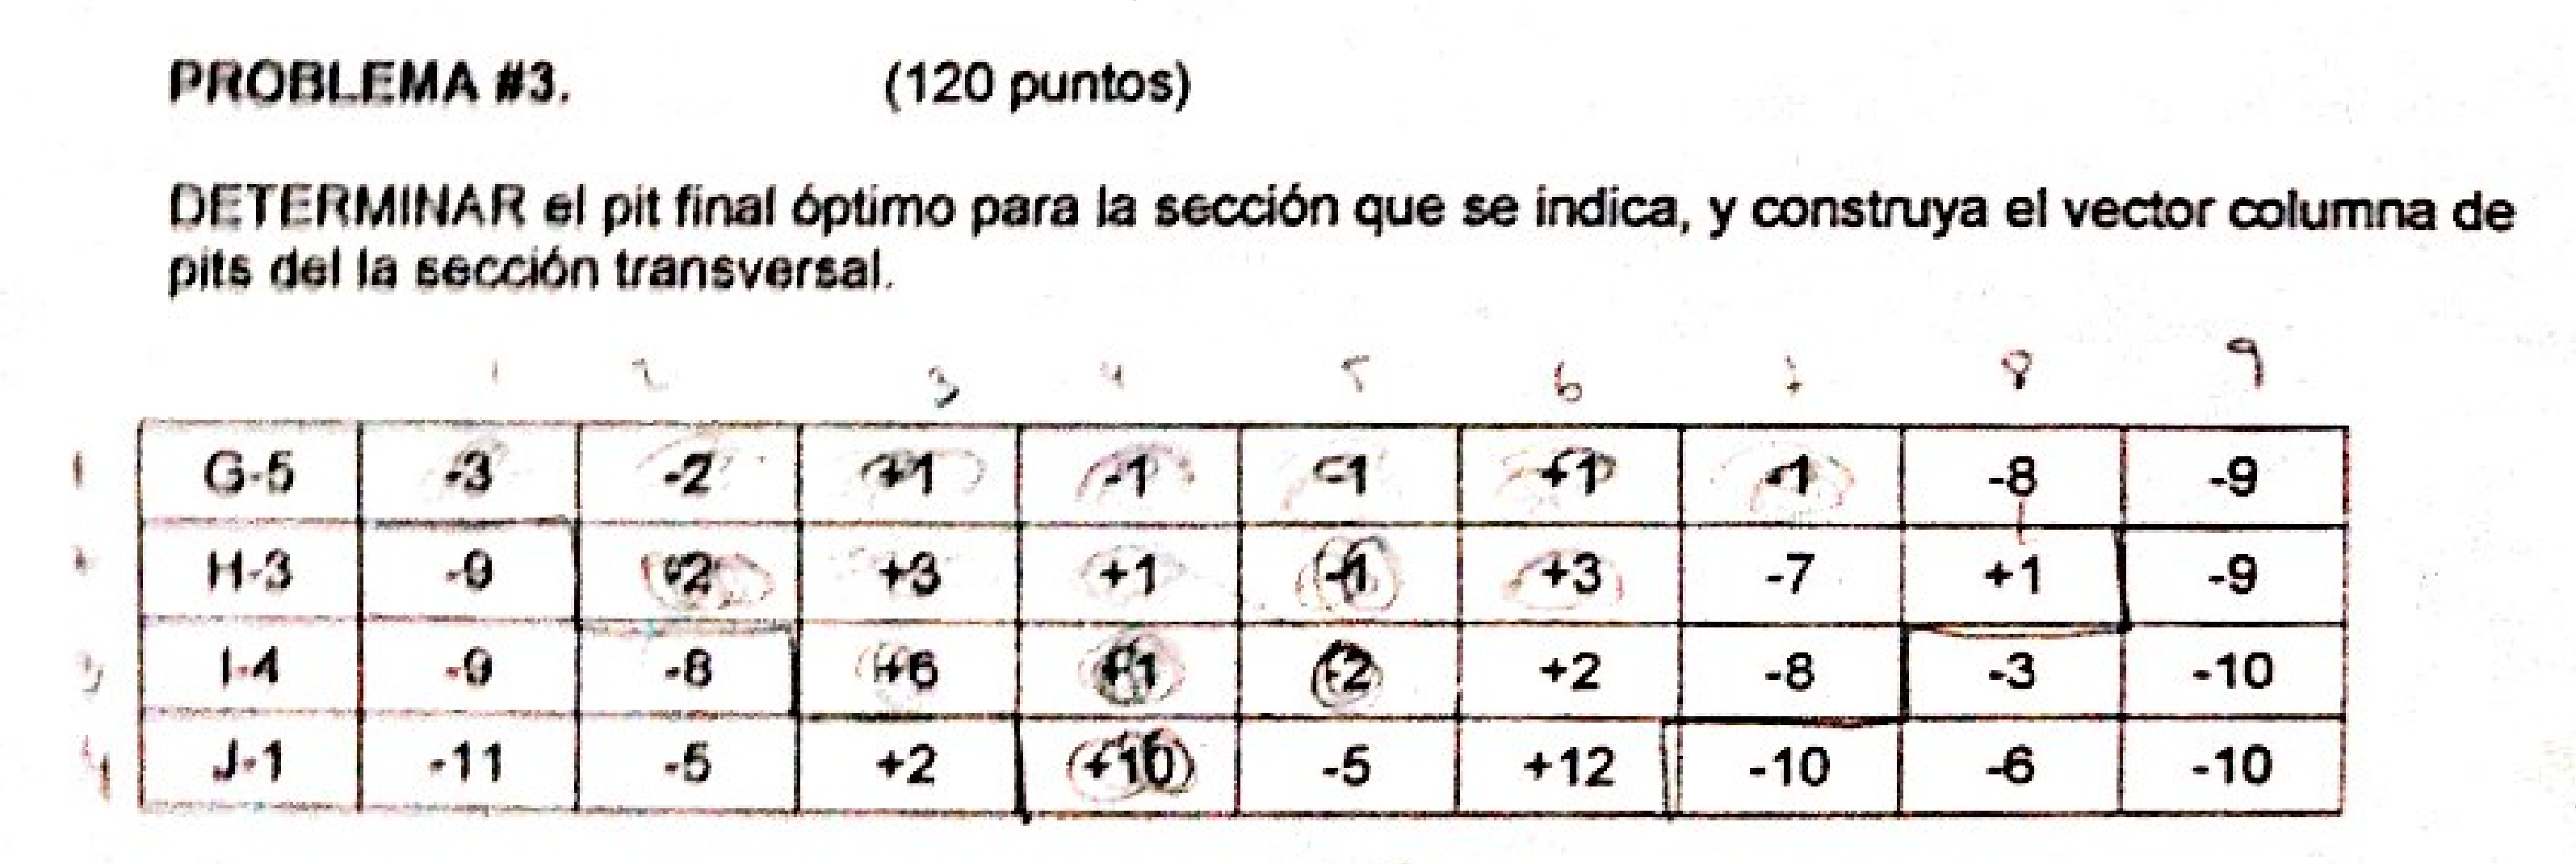 PROBLEMA #3. (120 puntos)
DETERMINAR el pit final óptimo para la sección que se indica, y construya el vector columna de
pits del la sección transversal.
1 2 3 4 5 6 7 8 9
1 G-5 -3 -2 +1 -1 -1 +1 -1 -8 -9
H-3 -9 +2 +3 +1 -1 +3 -7 +1 -9
3 I-4 -9 -8 +6 +1 +2 +2 -8 -3 -10
4 J-1 -11 -5 +2 +10 -5 +12 -10 -6 -10